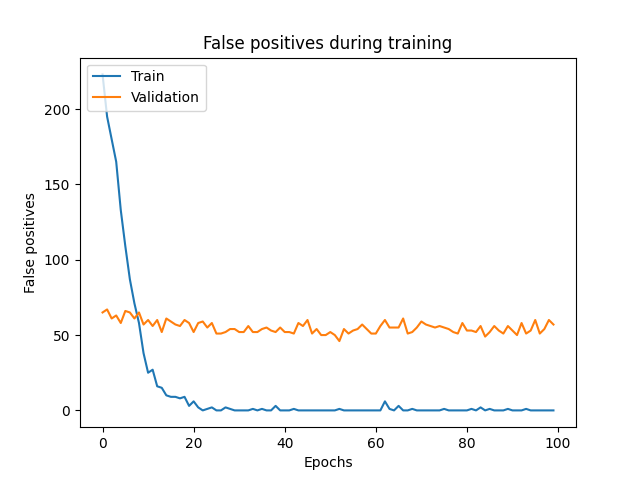 False positives during training
Train
Validation
False positives
200
150
100
50
0
0 20 40 60 80 100
Epochs